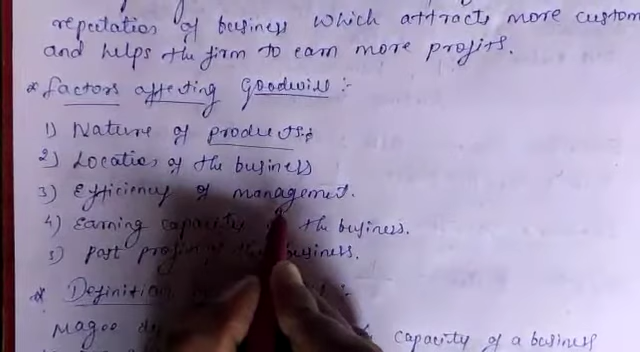 repectation of business which attracts more custom
and helps the firm to earn more profits.
* Factors affecting Goodwill :-
1) Nature of products
2) Location of the business
3) Efficiency of management.
4) Earning capacity the business.
5) Past profit business.
* Definition :-
Magee capacity of a business